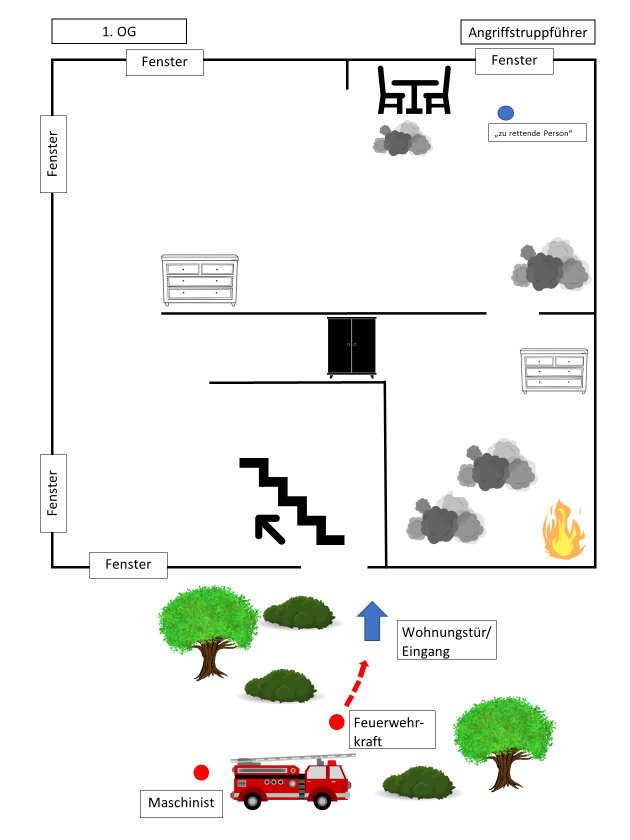 1. OG
Angriffstruppführer
Fenster
Fenster
Fenster
„zu rettende Person“
Fenster
Fenster
Wohnungstür/
Eingang
Feuerwehr-
kraft
Maschinist